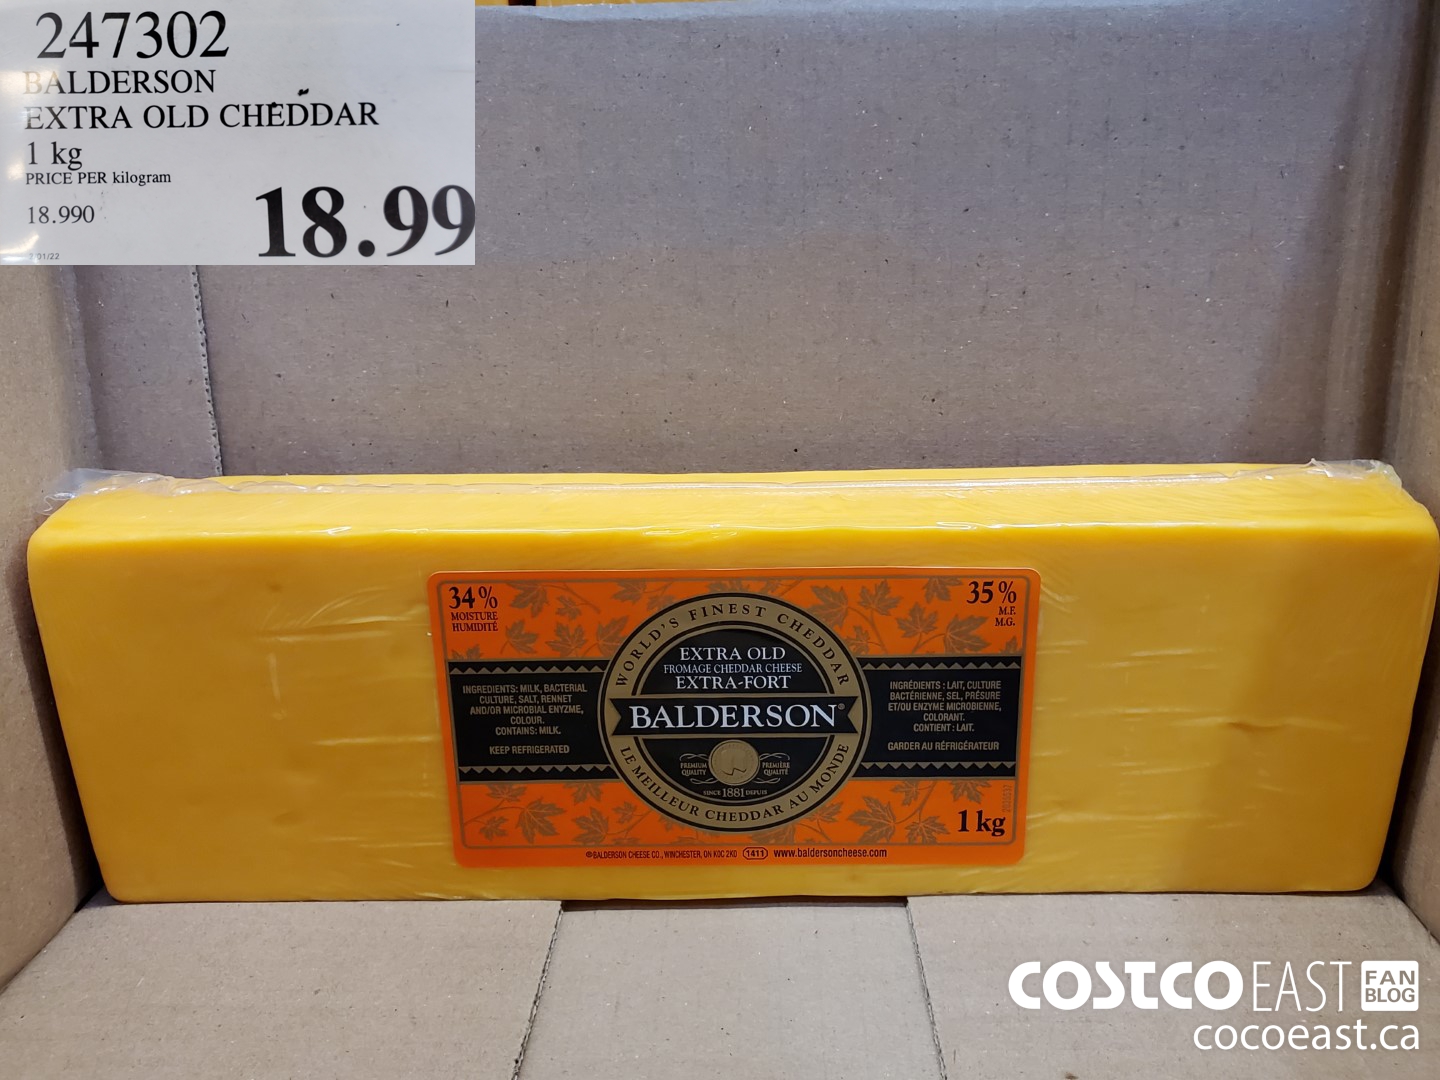 247302
BALDERSON
EXTRA OLD CHEDDAR
1 kg
PRICE PER kilogram
18.990
18.99
34%
MOISTURE
HUMIDITÉ
35%
M.F.
M.G.
WORLD'S FINEST CHEDDAR
EXTRA OLD
FROMAGE CHEDDAR CHEESE
EXTRA-FORT
BALDERSON®
PREMIUM QUALITY
PREMIÈRE QUALITÉ
SINCE 1881 DEPUIS
LE MEILLEUR CHEDDAR AU MONDE
INGREDIENTS: MILK, BACTERIAL
CULTURE, SALT, RENNET
AND/OR MICROBIAL ENYZME,
COLOUR.
CONTAINS: MILK.
KEEP REFRIGERATED
INGRÉDIENTS : LAIT, CULTURE
BACTÉRIENNE, SEL, PRÉSURE
ET/OU ENZYME MICROBIENNE,
COLORANT.
CONTIENT : LAIT.
GARDER AU RÉFRIGÉRATEUR
1 kg
©BALDERSON CHEESE CO., WINCHESTER, ON K0C 2K0 1411 www.baldersoncheese.com
COSTCO EAST FAN BLOG
cocoeast.ca